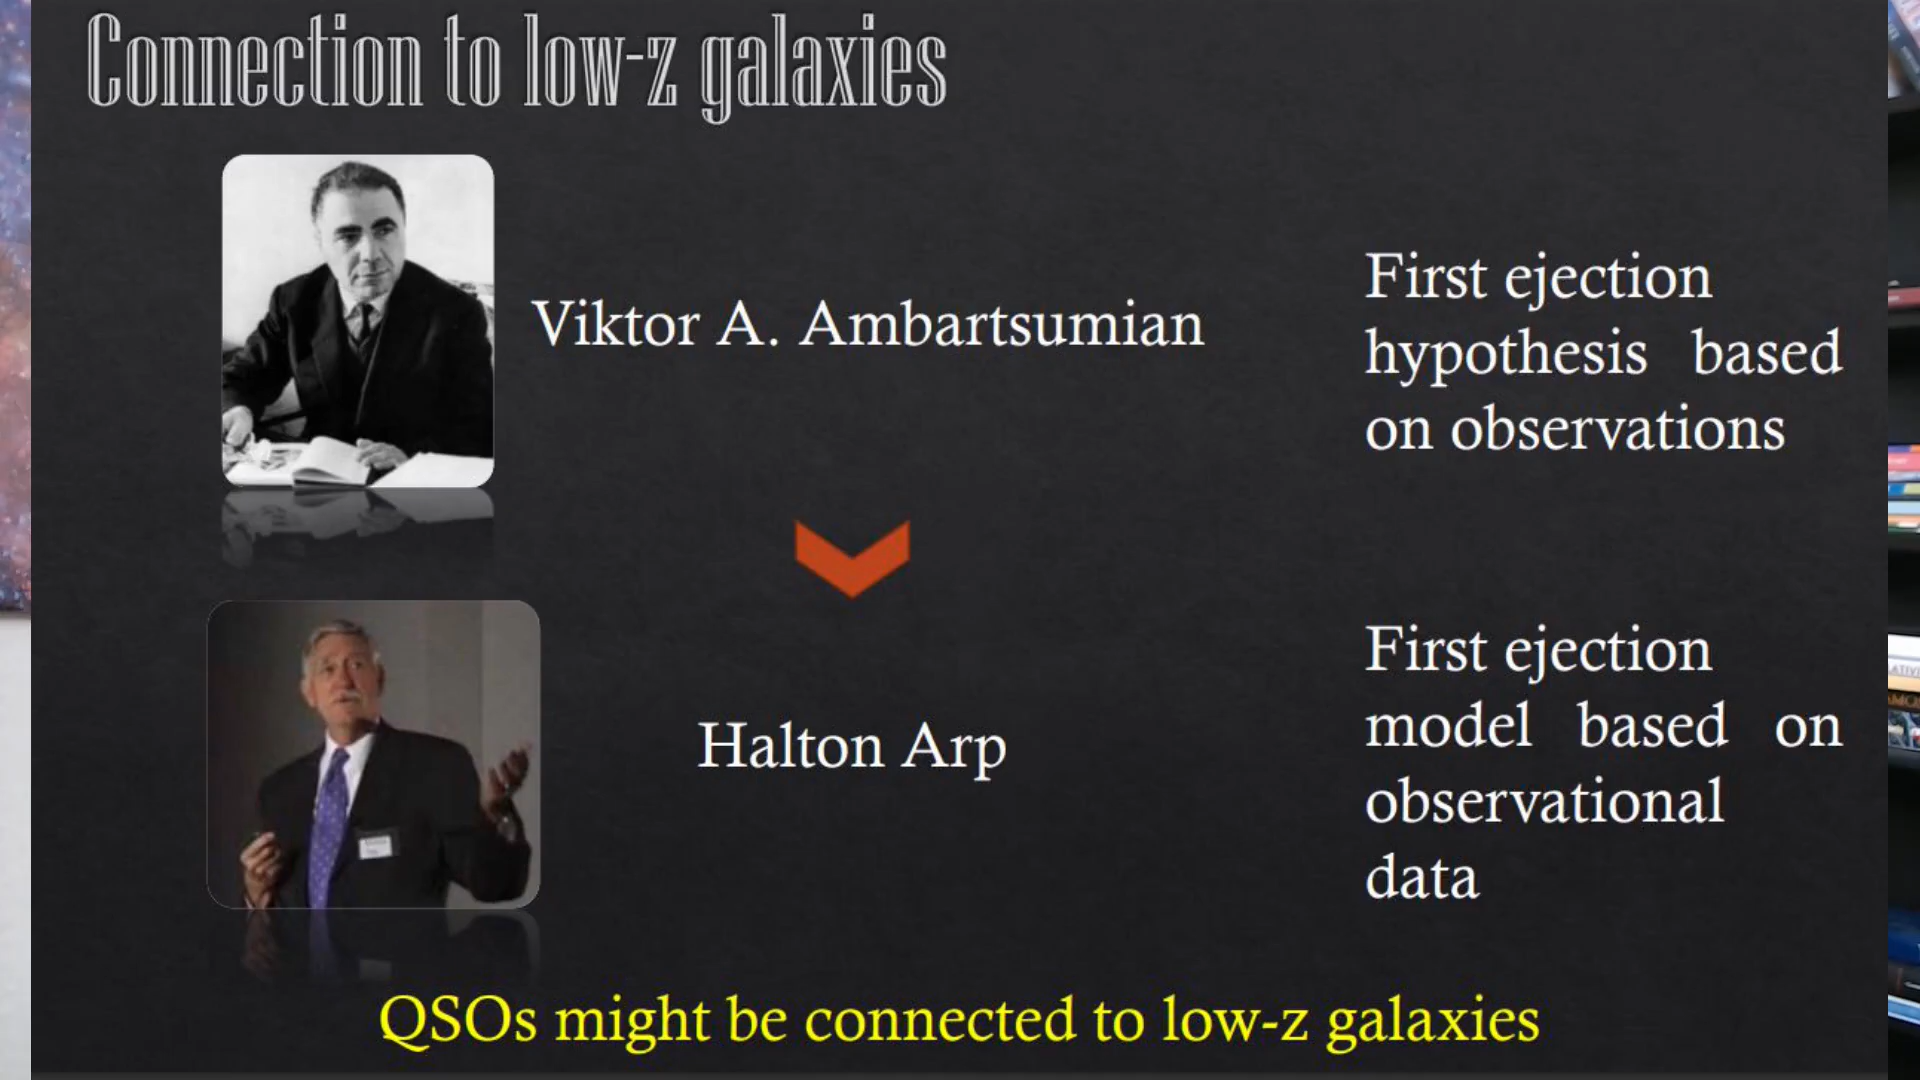 Connection to low-z galaxies
Viktor A. Ambartsumian
First ejection
hypothesis based
on observations
Halton Arp
First ejection
model based on
observational
data
QSOs might be connected to low-z galaxies